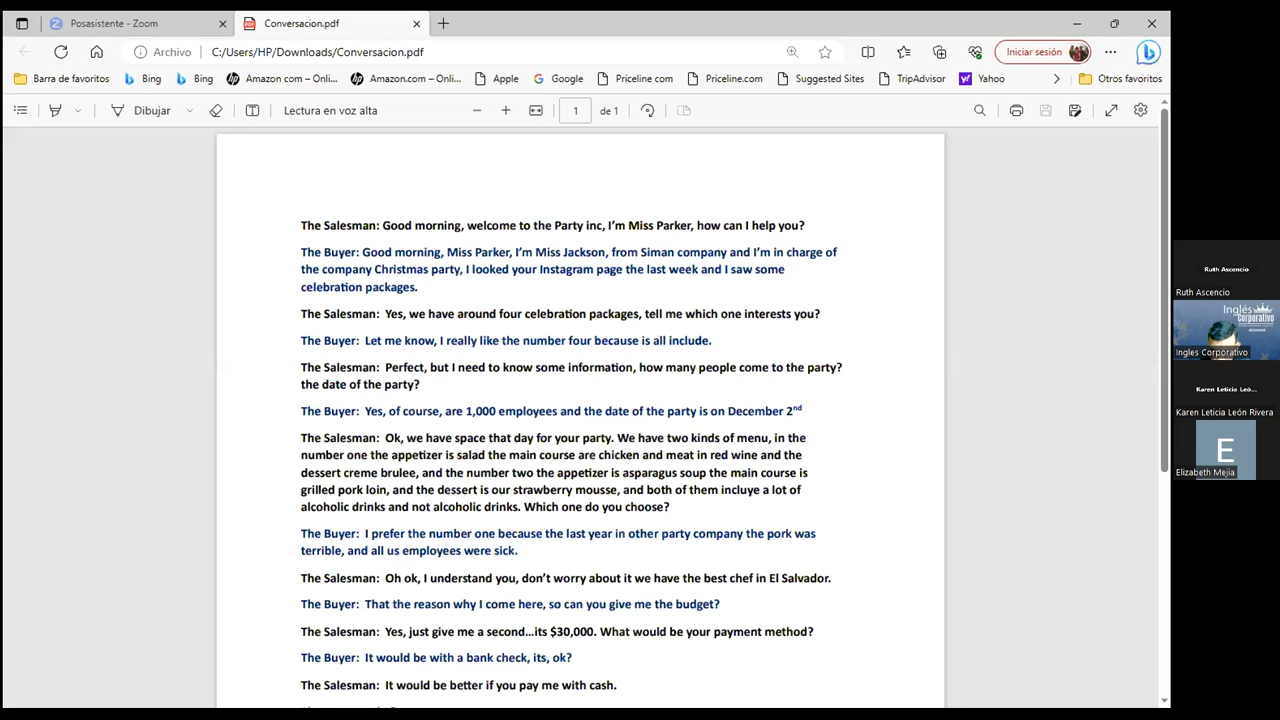 Posasistente - Zoom
Conversacion.pdf
Archivo
C:/Users/HP/Downloads/Conversacion.pdf
Iniciar sesión
Barra de favoritos
Bing
Bing
Amazon com – Onli...
Amazon.com – Onli...
Apple
Google
Priceline com
Priceline.com
Suggested Sites
TripAdvisor
Yahoo
Otros favoritos
Dibujar
Lectura en voz alta
1
de 1
The Salesman: Good morning, welcome to the Party inc, I'm Miss Parker, how can I help you?
The Buyer: Good morning, Miss Parker, I'm Miss Jackson, from Siman company and I'm in charge of
the company Christmas party, I looked your Instagram page the last week and I saw some
celebration packages.
The Salesman: Yes, we have around four celebration packages, tell me which one interests you?
The Buyer: Let me know, I really like the number four because is all include.
The Salesman: Perfect, but I need to know some information, how many people come to the party?
the date of the party?
The Buyer: Yes, of course, are 1,000 employees and the date of the party is on December 2nd
The Salesman: Ok, we have space that day for your party. We have two kinds of menu, in the
number one the appetizer is salad the main course are chicken and meat in red wine and the
dessert creme brulee, and the number two the appetizer is asparagus soup the main course is
grilled pork loin, and the dessert is our strawberry mousse, and both of them incluye a lot of
alcoholic drinks and not alcoholic drinks. Which one do you choose?
The Buyer: I prefer the number one because the last year in other party company the pork was
terrible, and all us employees were sick.
The Salesman: Oh ok, I understand you, don't worry about it we have the best chef in El Salvador.
The Buyer: That the reason why I come here, so can you give me the budget?
The Salesman: Yes, just give me a second...its $30,000. What would be your payment method?
The Buyer: It would be with a bank check, its, ok?
The Salesman: It would be better if you pay me with cash.
Ruth Ascencio
Ruth Ascencio
Inglés
Corporativo
Ingles Corporativo
Karen Leticia Leó...
Karen Leticia León Rivera
E
Elizabeth Mejia